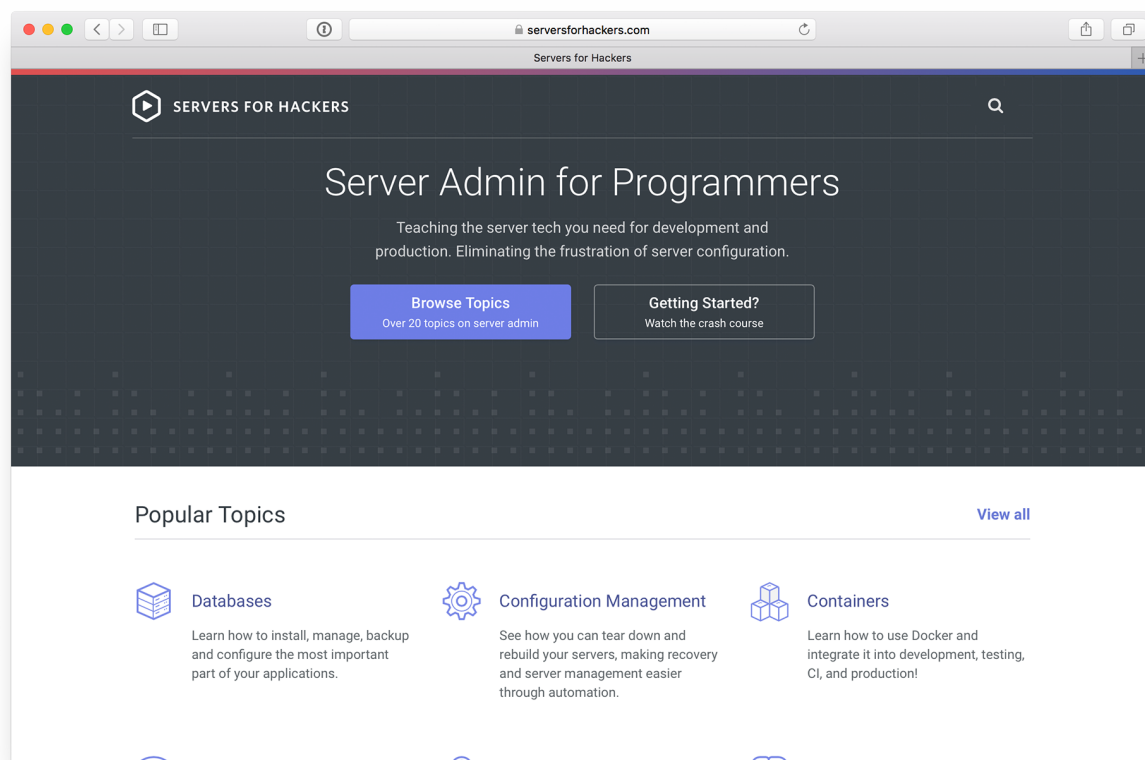 serversforhackers.com
Servers for Hackers
SERVERS FOR HACKERS
Server Admin for Programmers
Teaching the server tech you need for development and
production. Eliminating the frustration of server configuration.
Browse Topics
Over 20 topics on server admin
Getting Started?
Watch the crash course
Popular Topics
View all
Databases
Learn how to install, manage, backup
and configure the most important
part of your applications.
Configuration Management
See how you can tear down and
rebuild your servers, making recovery
and server management easier
through automation.
Containers
Learn how to use Docker and
integrate it into development, testing,
CI, and production!